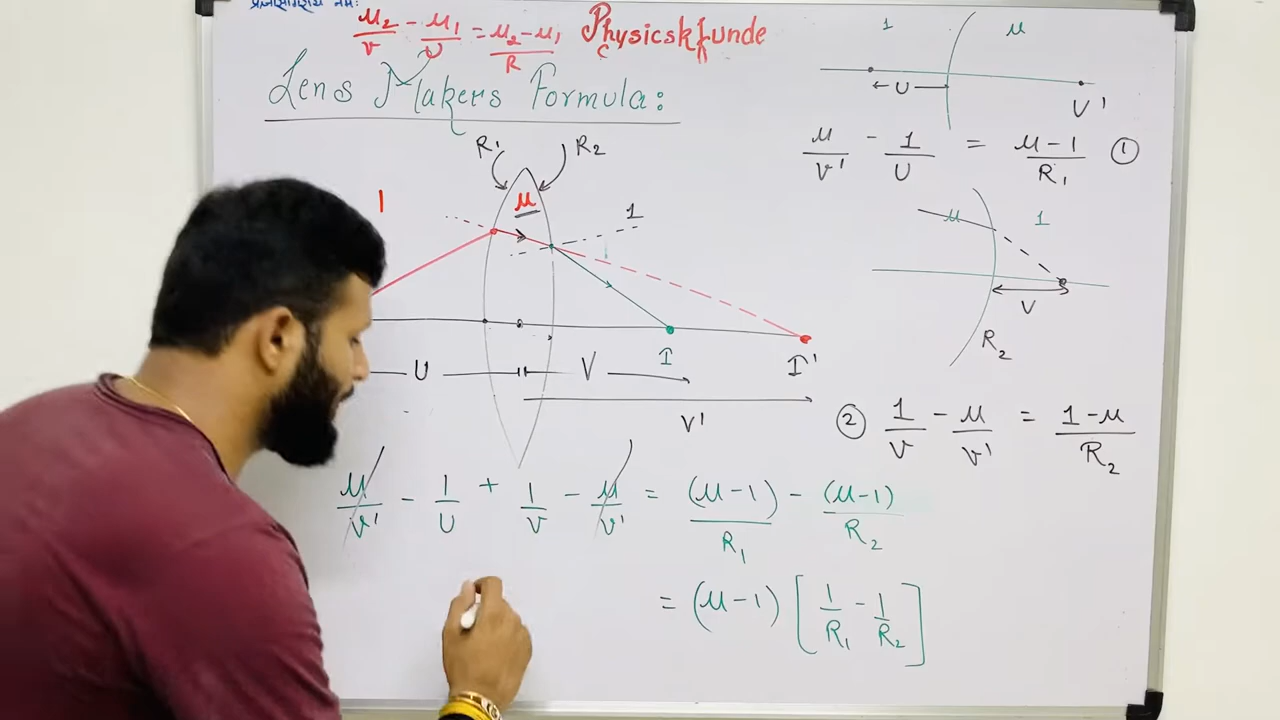 μ₂/v - μ₁/u = μ₂-μ₁/R Physicskfunde
Lens Makers Formula:
R₁ R₂
1 μ 1
I I'
U V
V'
1 μ
U V'
μ/v' - 1/U = μ-1/R₁ ①
μ 1
V
R₂
② 1/v - μ/v' = 1-μ/R₂
μ/v' - 1/U + 1/v - μ/v' = (μ-1)/R₁ - (μ-1)/R₂
= (μ-1) [1/R₁ - 1/R₂]